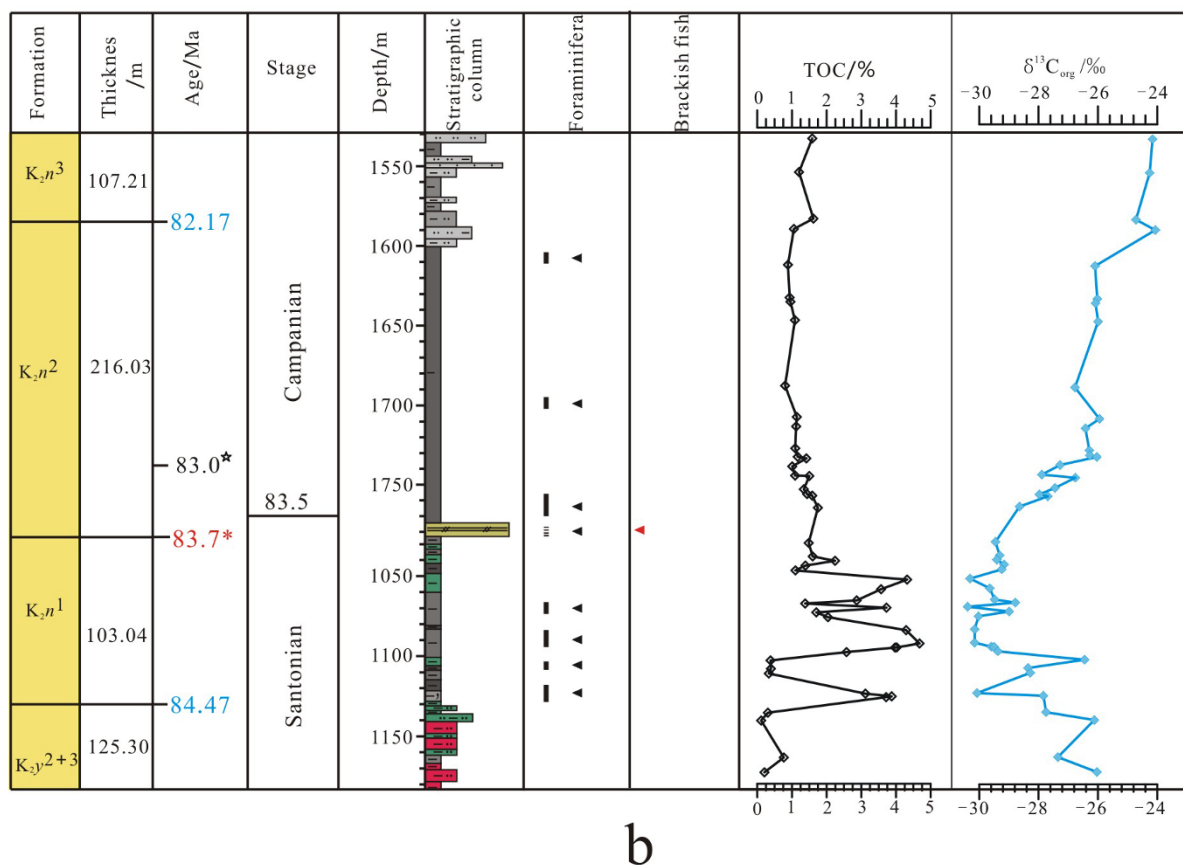 Formation
Thicknes
/m
Age/Ma
Stage
Depth/m
Stratigraphic
column
Foraminifera
Brackish fish
TOC/%
0 1 2 3 4 5
δ¹³C_org /‰
−30 −28 −26 −24
K₂n³
107.21
82.17
K₂n²
216.03
83.0☆
83.7*
K₂n¹
103.04
84.47
K₂y²⁺³
125.30
Campanian
83.5
Santonian
1550
1600
1650
1700
1750
1050
1100
1150
0 1 2 3 4 5
−30 −28 −26 −24
b